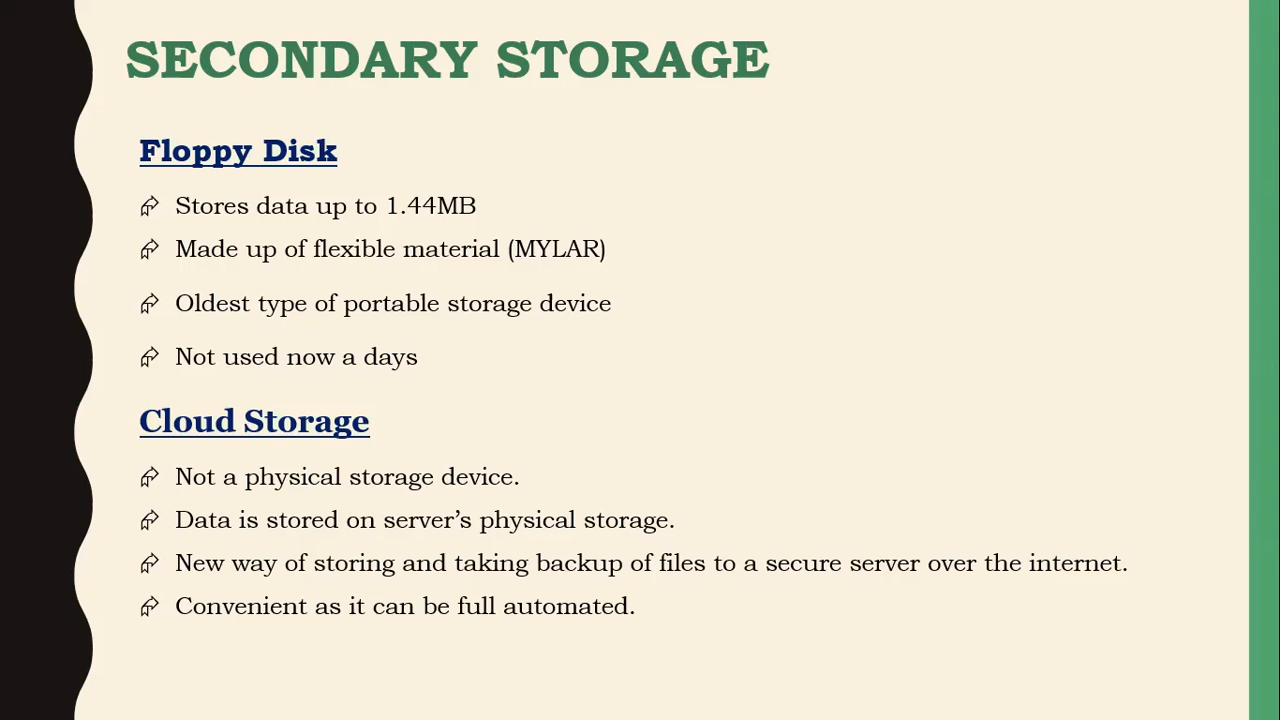 SECONDARY STORAGE
Floppy Disk
Stores data up to 1.44MB
Made up of flexible material (MYLAR)
Oldest type of portable storage device
Not used now a days
Cloud Storage
Not a physical storage device.
Data is stored on server’s physical storage.
New way of storing and taking backup of files to a secure server over the internet.
Convenient as it can be full automated.